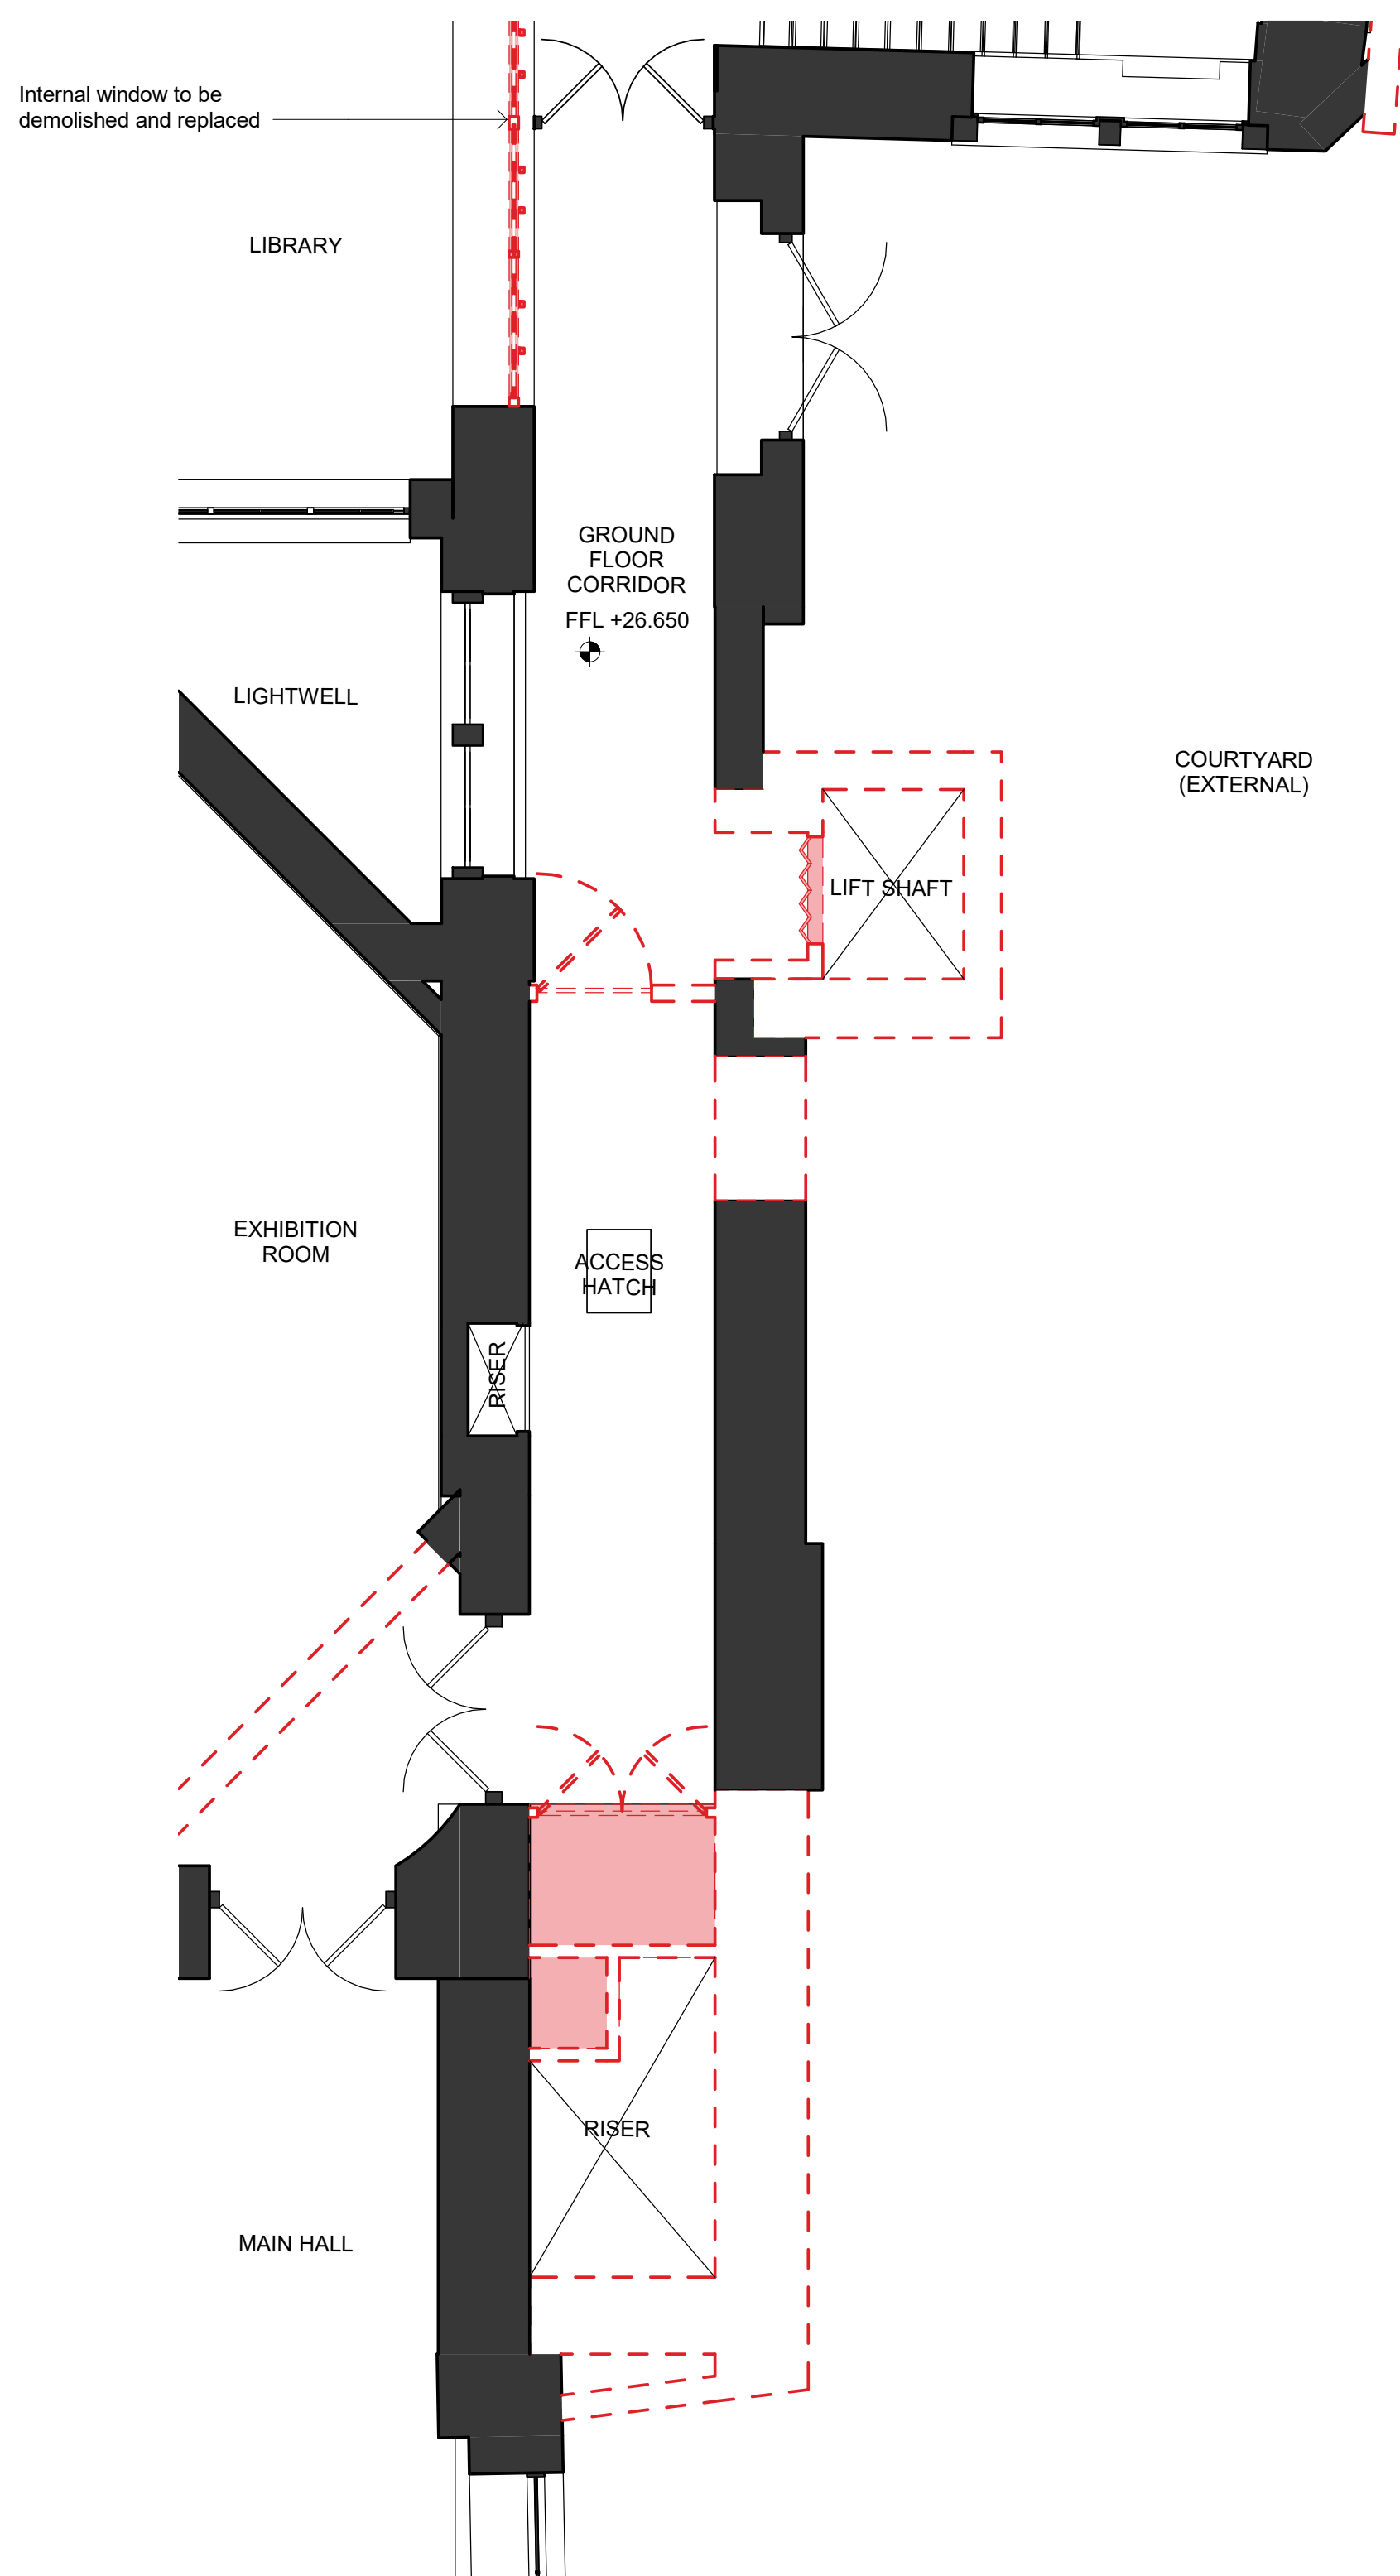 Internal window to be
demolished and replaced
LIBRARY
GROUND
FLOOR
CORRIDOR
FFL +26.650
LIGHTWELL
COURTYARD
(EXTERNAL)
LIFT SHAFT
EXHIBITION
ROOM
ACCESS
HATCH
RISER
RISER
MAIN HALL